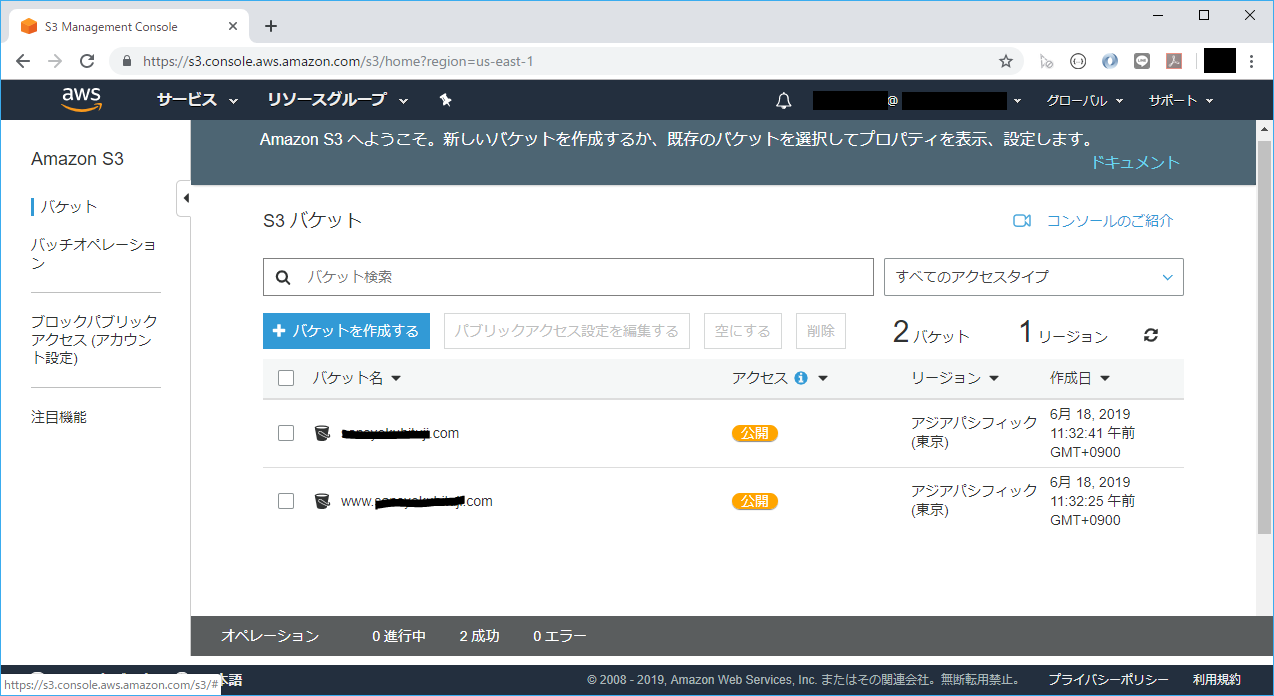 S3 Management Console
https://s3.console.aws.amazon.com/s3/home?region=us-east-1
aws
サービス
リソースグループ
@
グローバル
サポート
Amazon S3
バケット
バッチオペレーショ
ン
ブロックパブリック
アクセス (アカウン
ト設定)
注目機能
Amazon S3 へようこそ。新しいバケットを作成するか、既存のバケットを選択してプロパティを表示、設定します。
ドキュメント
S3 バケット
コンソールのご紹介
バケット検索
すべてのアクセスタイプ
バケットを作成する
パブリックアクセス設定を編集する
空にする
削除
2 バケット
1 リージョン
バケット名
アクセス
リージョン
作成日
.com
公開
アジアパシフィック
(東京)
6月 18, 2019
11:32:41 午前
GMT+0900
www.
.com
公開
アジアパシフィック
(東京)
6月 18, 2019
11:32:25 午前
GMT+0900
オペレーション
0 進行中
2 成功
0 エラー
https://s3.console.aws.amazon.com/s3/#
本語
© 2008 - 2019, Amazon Web Services, Inc. またはその関連会社。無断転用禁止。
プライバシーポリシー
利用規約